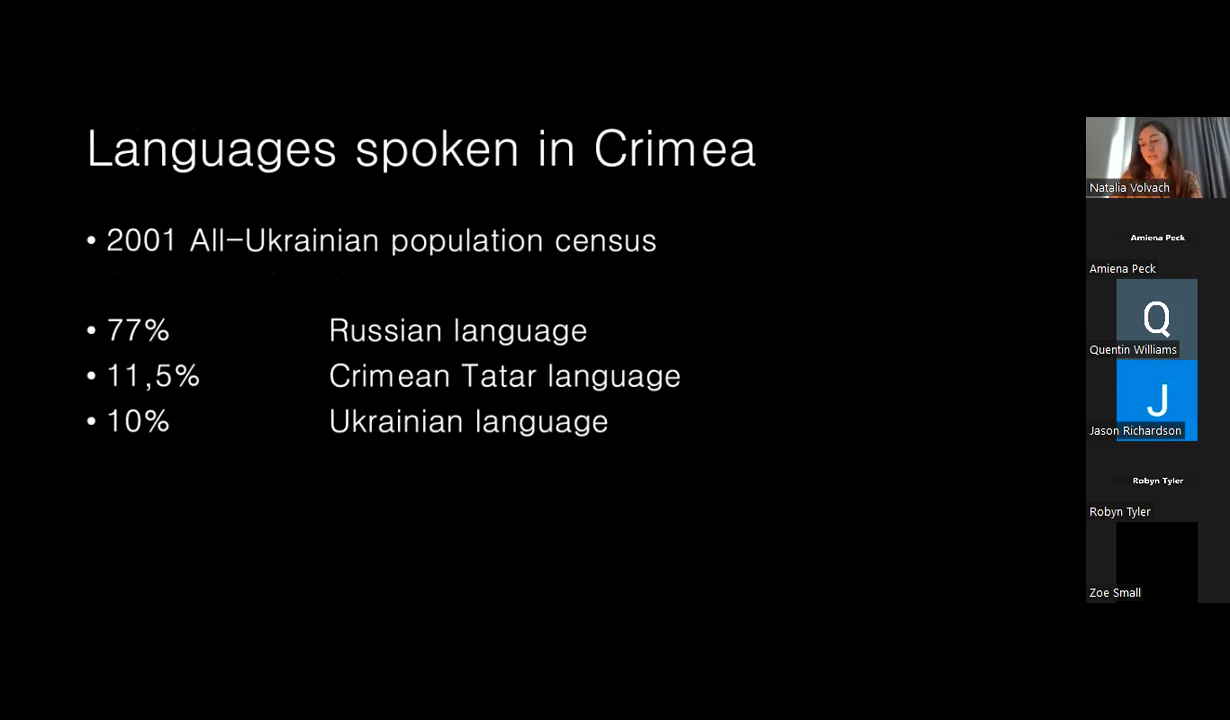 Languages spoken in Crimea
• 2001 All-Ukrainian population census
• 77% Russian language
• 11,5% Crimean Tatar language
• 10% Ukrainian language
Natalia Volvach
Amiena Peck
Amiena Peck
Q
Quentin Williams
J
Jason Richardson
Robyn Tyler
Robyn Tyler
Zoe Small